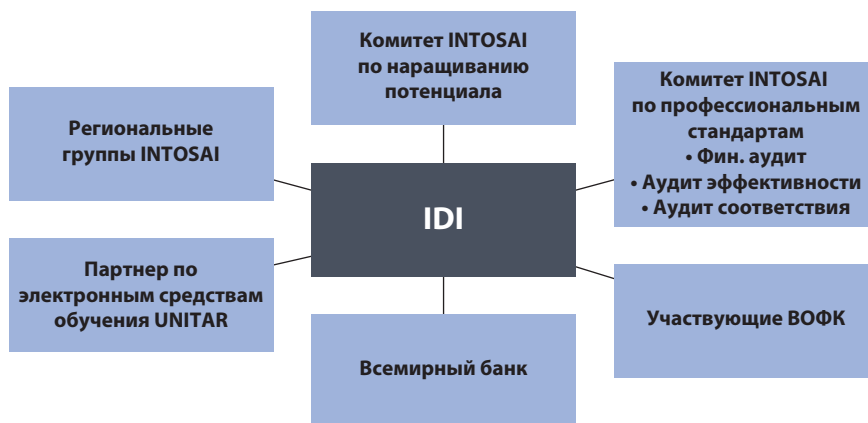 Комитет INTOSAI
по наращиванию
потенциала
Комитет INTOSAI
по профессиональным
стандартам
• Фин. аудит
• Аудит эффективности
• Аудит соответствия
Региональные
группы INTOSAI
IDI
Партнер по
электронным средствам
обучения UNITAR
Участвующие ВОФК
Всемирный банк